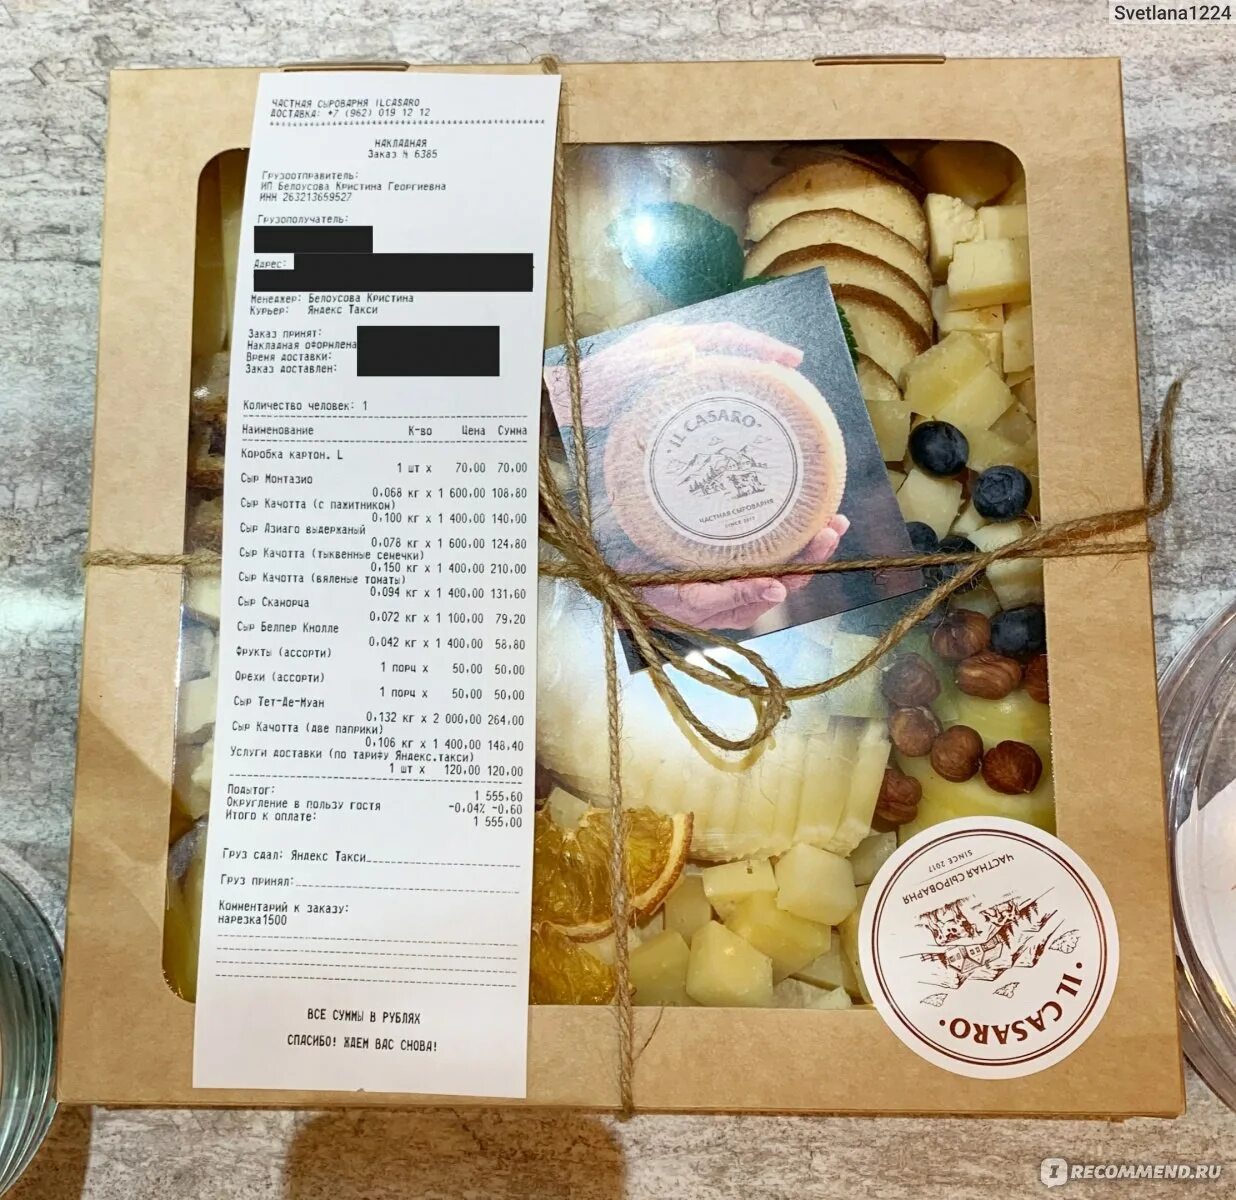 Svetlana1224
ЧАСТНАЯ СЫРОВАРНЯ ILCASARO
ДОСТАВКА: +7 (962) 019 12 12
НАКЛАДНАЯ
Заказ № 6385
Грузоотправитель:
ИП Белоусова Кристина Георгиевна
ИНН 263213659527
Грузополучатель:
Адрес:
Менеджер: Белоусова Кристина
Курьер: Яндекс Такси
Заказ принят:
Накладная оформлена
Время доставки:
Заказ доставлен:
Количество человек: 1
Наименование К-во Цена Сумма
Коробка картон. L
1 шт x 70,00 70,00
Сыр Монтазио
0,068 кг x 1 600,00 108,80
Сыр Качотта (с пажитником)
0,100 кг x 1 400,00 140,00
Сыр Азиаго выдержаный
0,078 кг x 1 600,00 124,80
Сыр Качотта (тыквенные семечки)
0,150 кг x 1 400,00 210,00
Сыр Качотта (вяленые томаты)
0,094 кг x 1 400,00 131,60
Сыр Скаморца
0,072 кг x 1 100,00 79,20
Сыр Белпер Кнолле
0,042 кг x 1 400,00 58,80
Фрукты (ассорти)
1 порц x 50,00 50,00
Орехи (ассорти)
1 порц x 50,00 50,00
Сыр Тет-Де-Муан
0,132 кг x 2 000,00 264,00
Сыр Качотта (две паприки)
0,106 кг x 1 400,00 148,40
Услуги доставки (по тарифу Яндекс.такси)
1 шт x 120,00 120,00
Подытог: 1 555,60
Округление в пользу гостя -0,04% -0,60
Итого к оплате: 1 555,00
Груз сдал: Яндекс Такси
Груз принял:
Комментарий к заказу:
нарезка1500
ВСЕ СУММЫ В РУБЛЯХ
СПАСИБО! ЖДЕМ ВАС СНОВА!
IL CASARO
ЧАСТНАЯ СЫРОВАРНЯ
SINCE 2017
IL CASARO
ЧАСТНАЯ СЫРОВАРНЯ
SINCE 2017
IRECOMMEND.RU